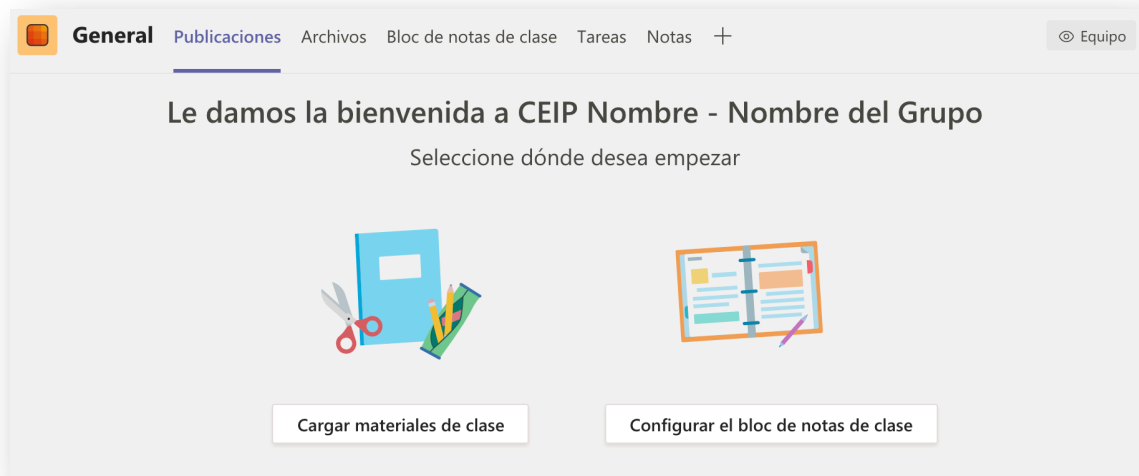 General Publicaciones Archivos Bloc de notas de clase Tareas Notas Equipo
Le damos la bienvenida a CEIP Nombre - Nombre del Grupo
Seleccione dónde desea empezar
Cargar materiales de clase Configurar el bloc de notas de clase